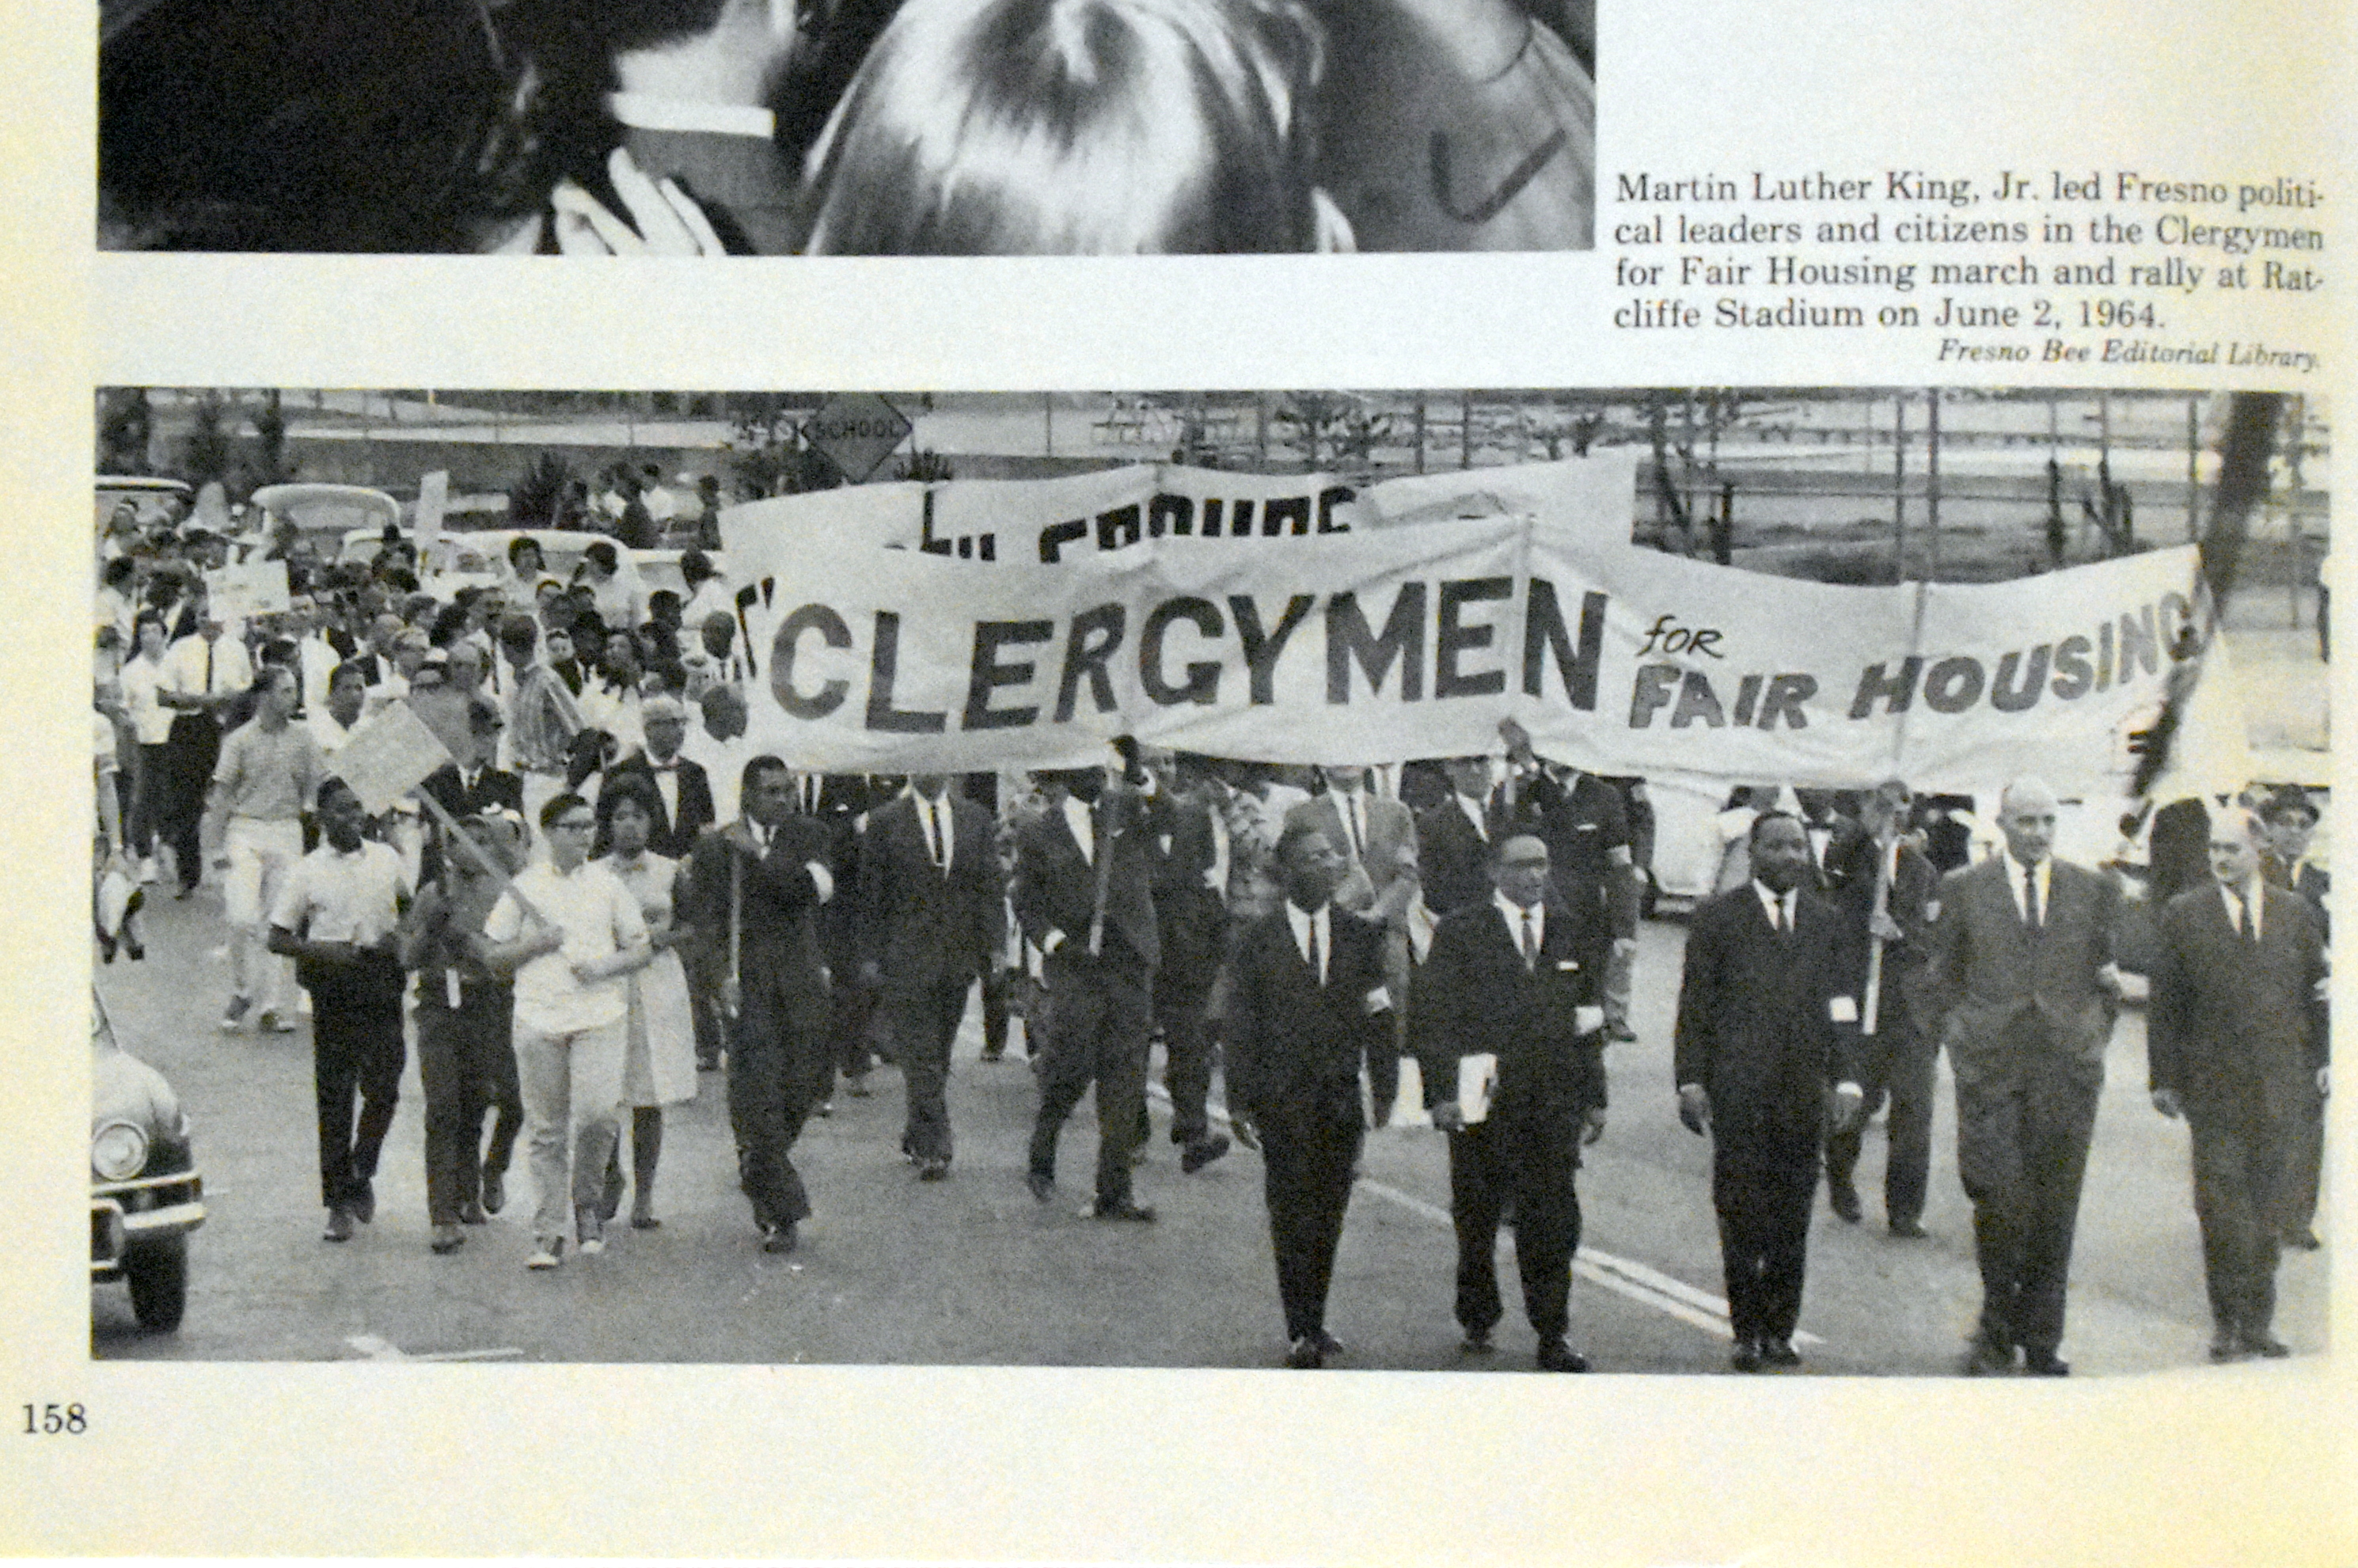 Martin Luther King, Jr. led Fresno politi-
cal leaders and citizens in the Clergymen
for Fair Housing march and rally at Rat-
cliffe Stadium on June 2, 1964.
Fresno Bee Editorial Library.
SCHOOL
CLERGYMEN for
FAIR HOUSING
158